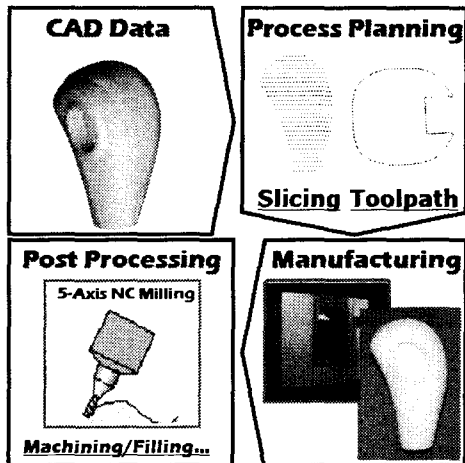 CAD Data
Process Planning
Slicing Toolpath
Post Processing
5-Axis NC Milling
Machining/Filling...
Manufacturing